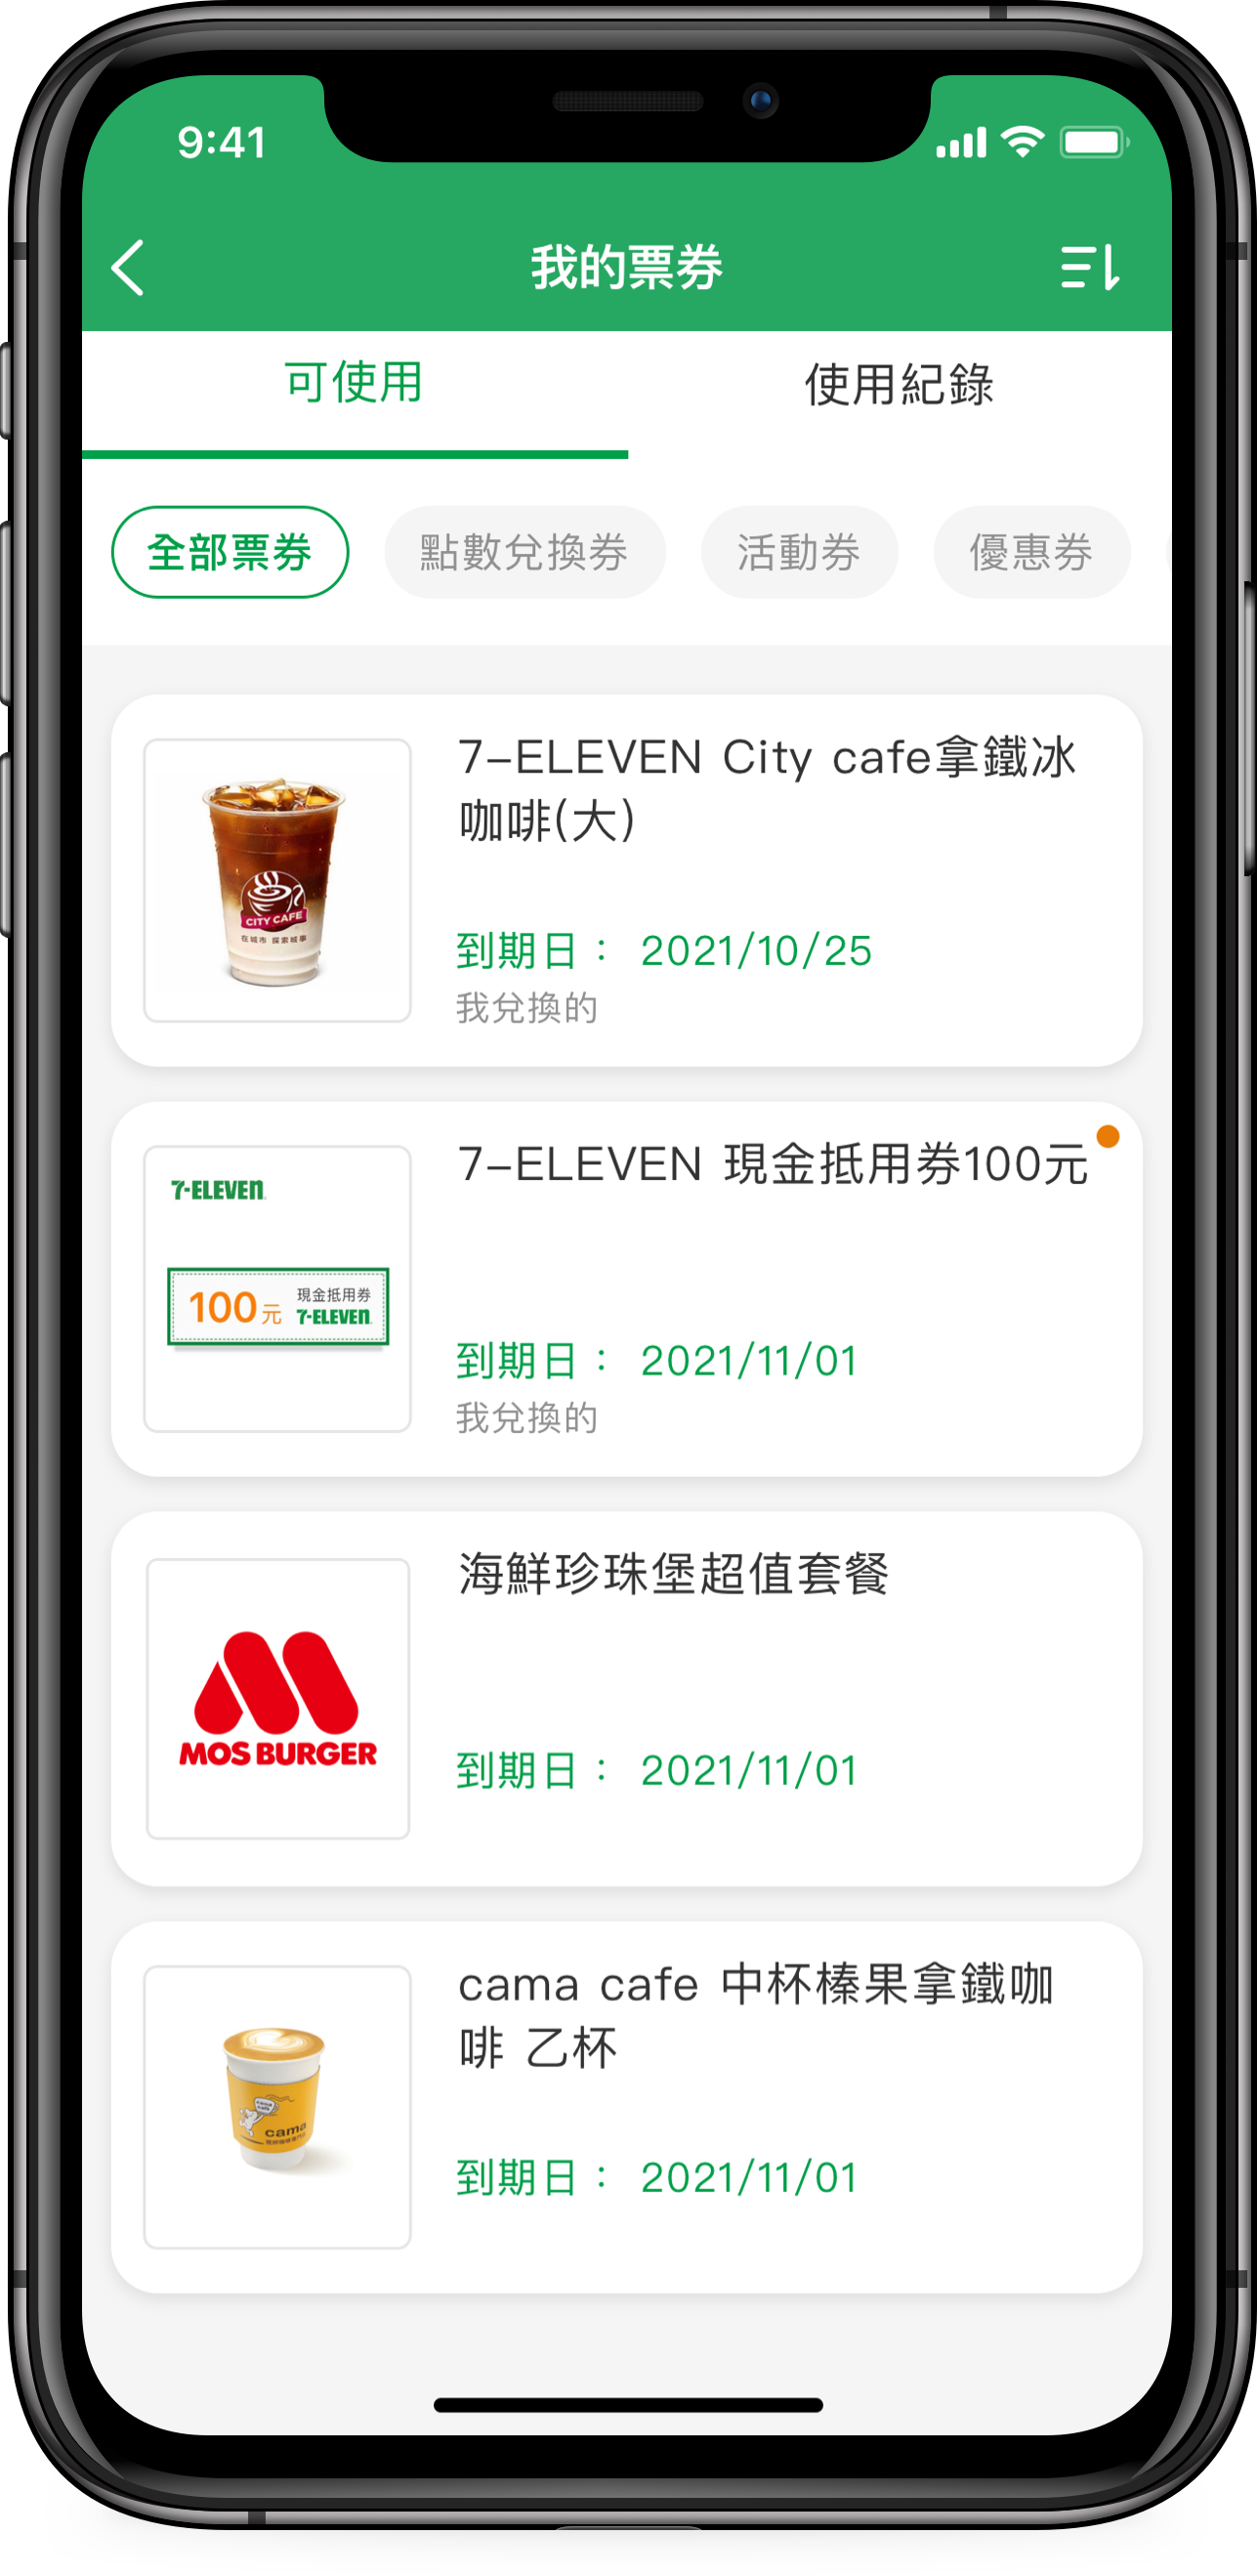 9:41
我的票券
可使用
使用紀錄
全部票券
點數兌換券
活動券
優惠券
7-ELEVEN City cafe拿鐵冰
咖啡(大)
CITY CAFE
在城市 探索城事
到期日： 2021/10/25
我兌換的
7-ELEVEN 現金抵用券100元
7-ELEVEN
100元
現金抵用券
7-ELEVEN
到期日： 2021/11/01
我兌換的
海鮮珍珠堡超值套餐
MOS BURGER
到期日： 2021/11/01
cama cafe 中杯榛果拿鐵咖
啡 乙杯
cama
到期日： 2021/11/01